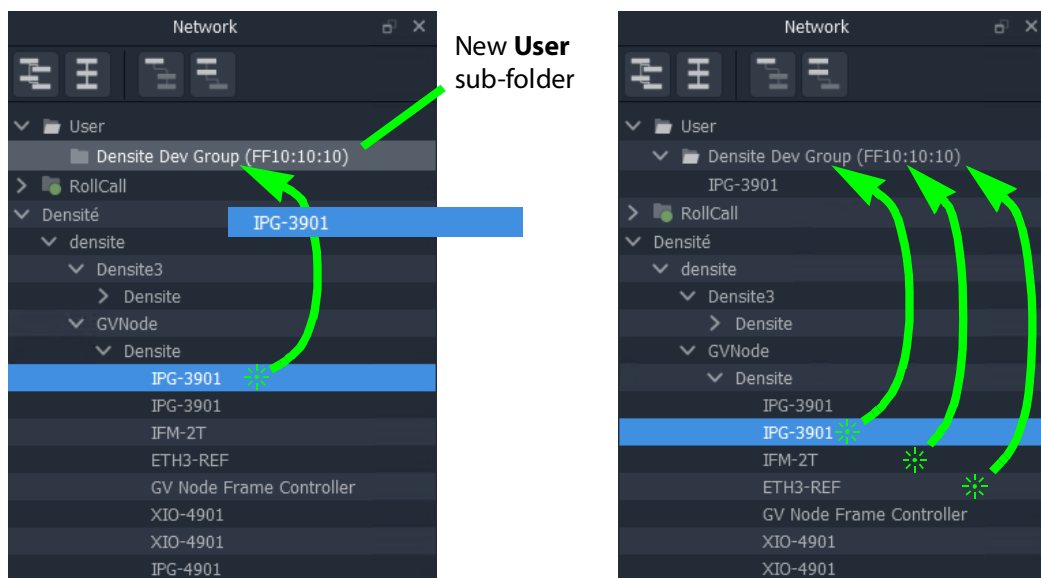 Network
New User
sub-folder
User
Densite Dev Group (FF10:10:10)
RollCall
Densité
IPG-3901
densite
Densite3
Densite
GVNode
Densite
IPG-3901
IPG-3901
IFM-2T
ETH3-REF
GV Node Frame Controller
XIO-4901
XIO-4901
IPG-4901
Network
User
Densite Dev Group (FF10:10:10)
IPG-3901
RollCall
Densité
densite
Densite3
Densite
GVNode
Densite
IPG-3901
IPG-3901
IFM-2T
ETH3-REF
GV Node Frame Controller
XIO-4901
XIO-4901